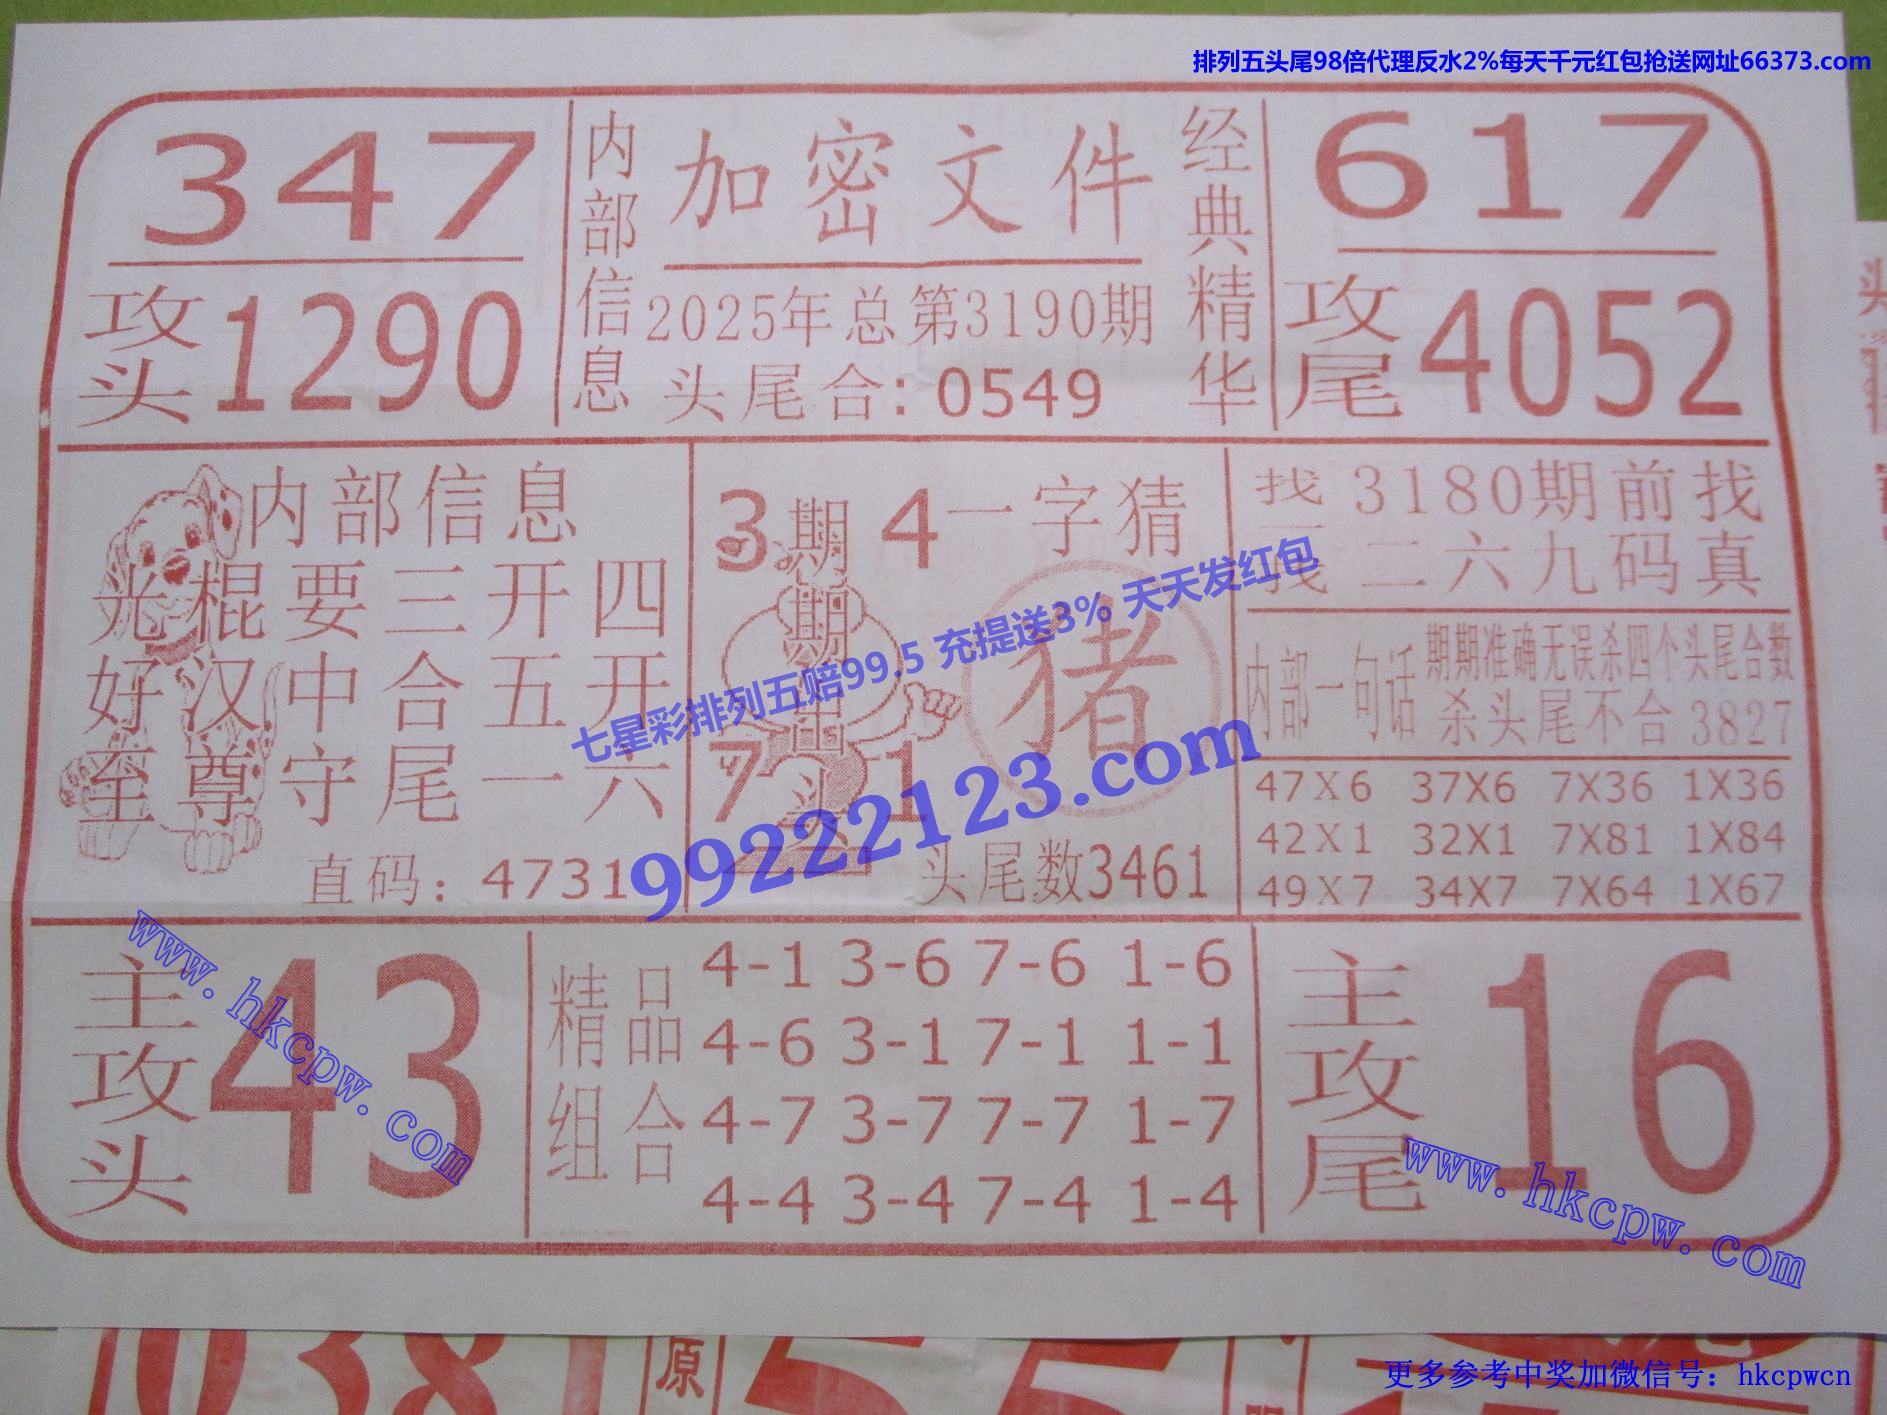 排列五头尾98倍代理反水2%每天千元红包抢送网址66373.com
347
攻头1290
内部信息
加密文件
2025年总第3190期
头尾合:0549
经典精华
617
攻尾4052
内部信息
光棍要三开四
好汉中合五开
至尊守尾一六
直码:4731
3 4
期期出头
7 1
2
一字猜
猪
头尾数3461
找
3180期前找
二六九码真
内部一句话
期期准确无误杀四个头尾合数
杀头尾不合3827
47X6 37X6 7X36 1X36
42X1 32X1 7X81 1X84
49X7 34X7 7X64 1X67
七星彩排列五赔99.5 充提送3% 天天发红包
99222123.com
主攻头43
www.hkcpw.com
精品组合
4-1 3-6 7-6 1-6
4-6 3-1 7-1 1-1
4-7 3-7 7-7 1-7
4-4 3-4 7-4 1-4
主攻尾16
www.hkcpw.com
头
原
更多参考中奖加微信号:hkcpwcn